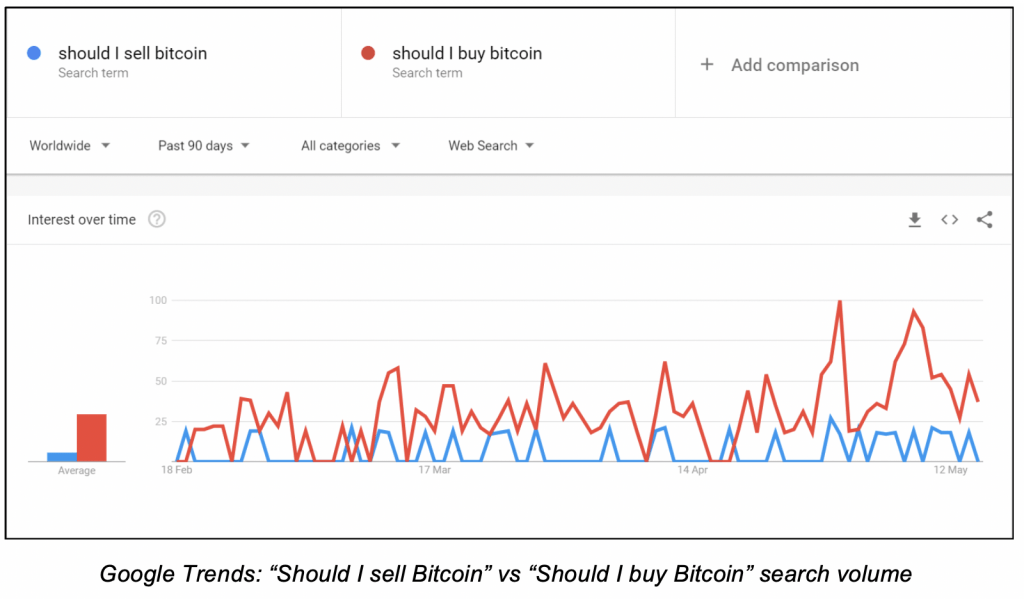 should I sell bitcoin
Search term
should I buy bitcoin
Search term
+ Add comparison
Worldwide
Past 90 days
All categories
Web Search
Interest over time ?
100
75
50
25
Average
18 Feb
17 Mar
14 Apr
12 May
Google Trends: “Should I sell Bitcoin” vs “Should I buy Bitcoin” search volume